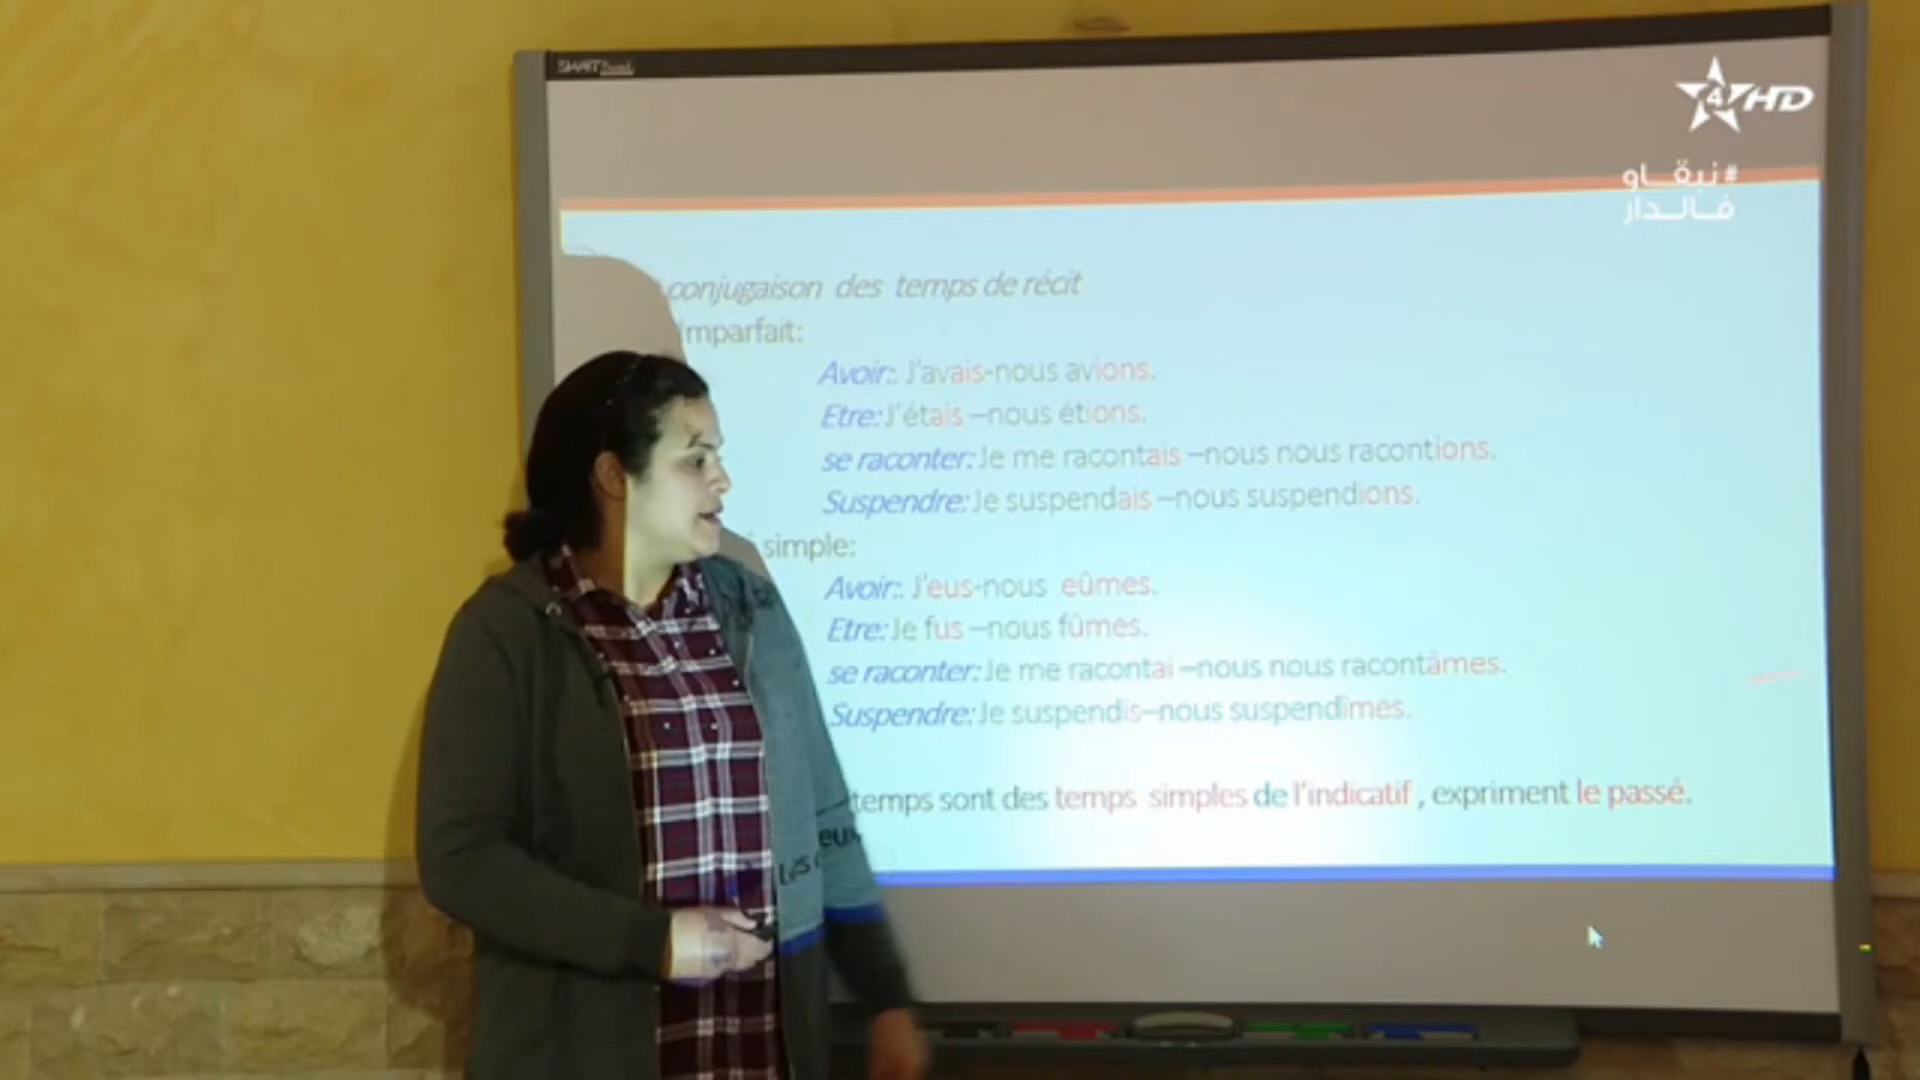 SMART Board
4 HD
#نبقاو
فالدار
conjugaison des temps de récit
Imparfait:
Avoir:. J'avais-nous avions.
Etre:J'étais –nous étions.
se raconter:Je me racontais –nous nous racontions.
Suspendre:Je suspendais –nous suspendions.
simple:
Avoir:. J'eus-nous eûmes.
Etre:Je fus –nous fûmes.
se raconter:Je me racontai –nous nous racontâmes.
Suspendre:Je suspendis–nous suspendîmes.
temps sont des temps simples de l'indicatif , expriment le passé.